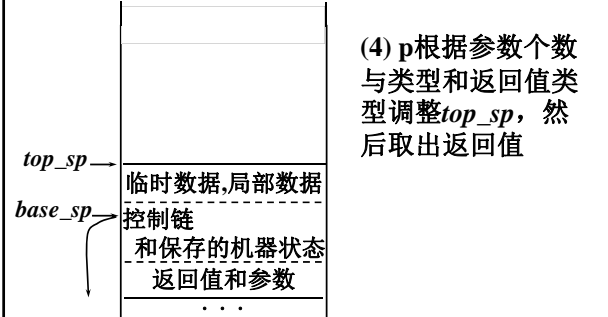 (4) p根据参数个数
与类型和返回值类
型调整top_sp，然
后取出返回值
top_sp
临时数据,局部数据
base_sp
控制链
和保存的机器状态
返回值和参数
. . .